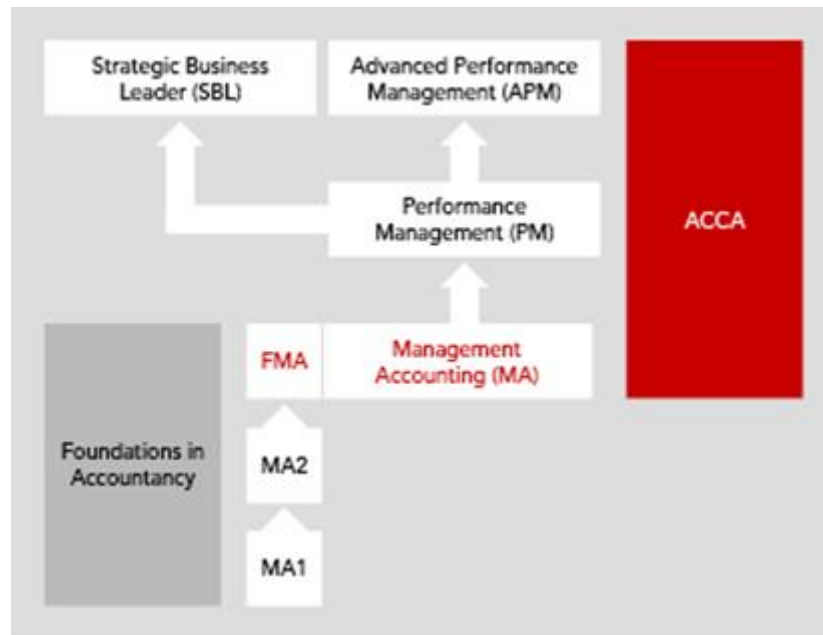 Strategic Business
Leader (SBL)
Advanced Performance
Management (APM)
Performance
Management (PM)
ACCA
FMA
Management
Accounting (MA)
Foundations in
Accountancy
MA2
MA1